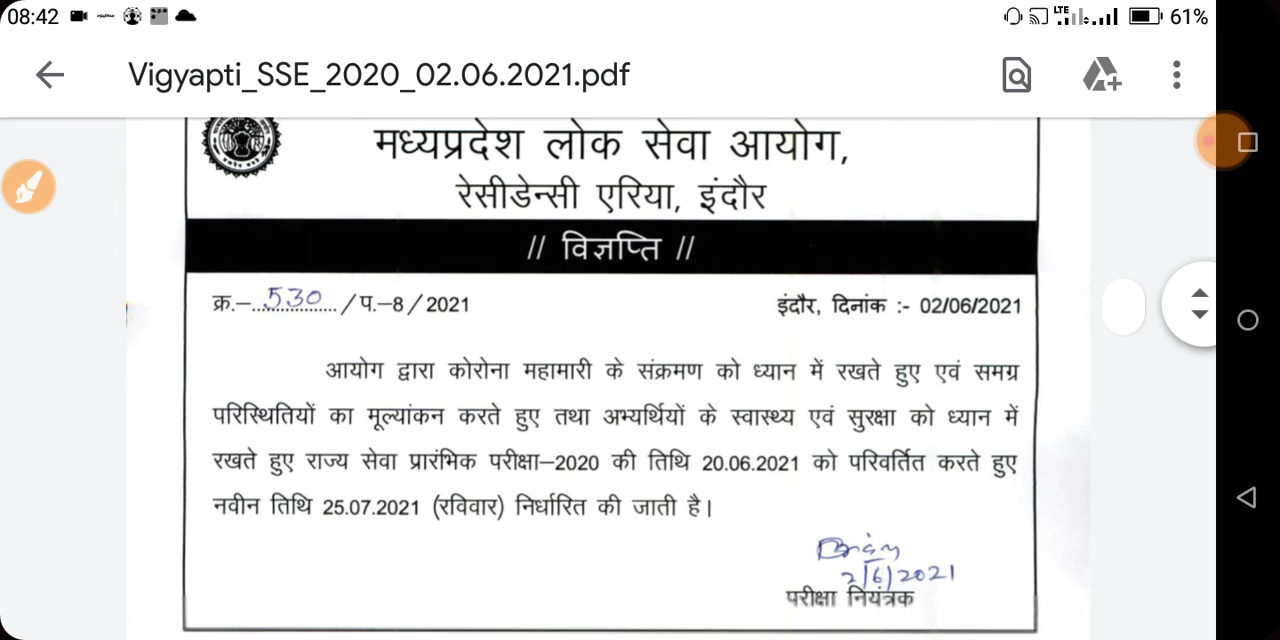 08:42
LTE
61%
Vigyapti_SSE_2020_02.06.2021.pdf
मध्यप्रदेश लोक सेवा आयोग,
रेसीडेन्सी एरिया, इंदौर
// विज्ञप्ति //
क्र.–...530.../प.–8/2021
इंदौर, दिनांक :- 02/06/2021
आयोग द्वारा कोरोना महामारी के संक्रमण को ध्यान में रखते हुए एवं समग्र
परिस्थितियों का मूल्यांकन करते हुए तथा अभ्यर्थियों के स्वास्थ्य एवं सुरक्षा को ध्यान में
रखते हुए राज्य सेवा प्रारंभिक परीक्षा–2020 की तिथि 20.06.2021 को परिवर्तित करते हुए
नवीन तिथि 25.07.2021 (रविवार) निर्धारित की जाती है।
2/6/2021
परीक्षा नियंत्रक